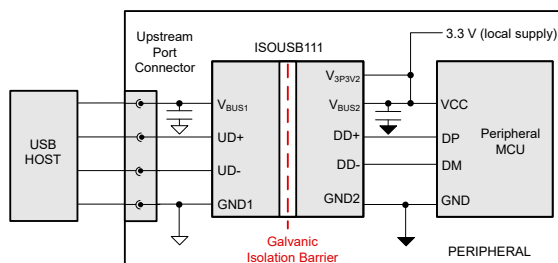 Upstream
Port
Connector
ISOUSB111
3.3 V (local supply)
USB
HOST
VBUS1
UD+
UD-
GND1
V3P3V2
VBUS2
DD+
DD-
GND2
VCC
DP
DM
GND
Peripheral
MCU
Galvanic
Isolation Barrier
PERIPHERAL